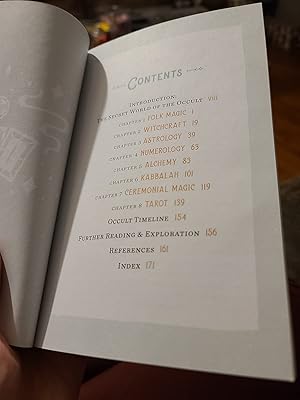 CONTENTS
INTRODUCTION:
THE SECRET WORLD OF THE OCCULT VIII
CHAPTER 1 FOLK MAGIC 1
CHAPTER 2 WITCHCRAFT 19
CHAPTER 3 ASTROLOGY 39
CHAPTER 4 NUMEROLOGY 63
CHAPTER 5 ALCHEMY 83
CHAPTER 6 KABBALAH 101
CHAPTER 7 CEREMONIAL MAGIC 119
CHAPTER 8 TAROT 139
OCCULT TIMELINE 154
FURTHER READING & EXPLORATION 156
REFERENCES 161
INDEX 171